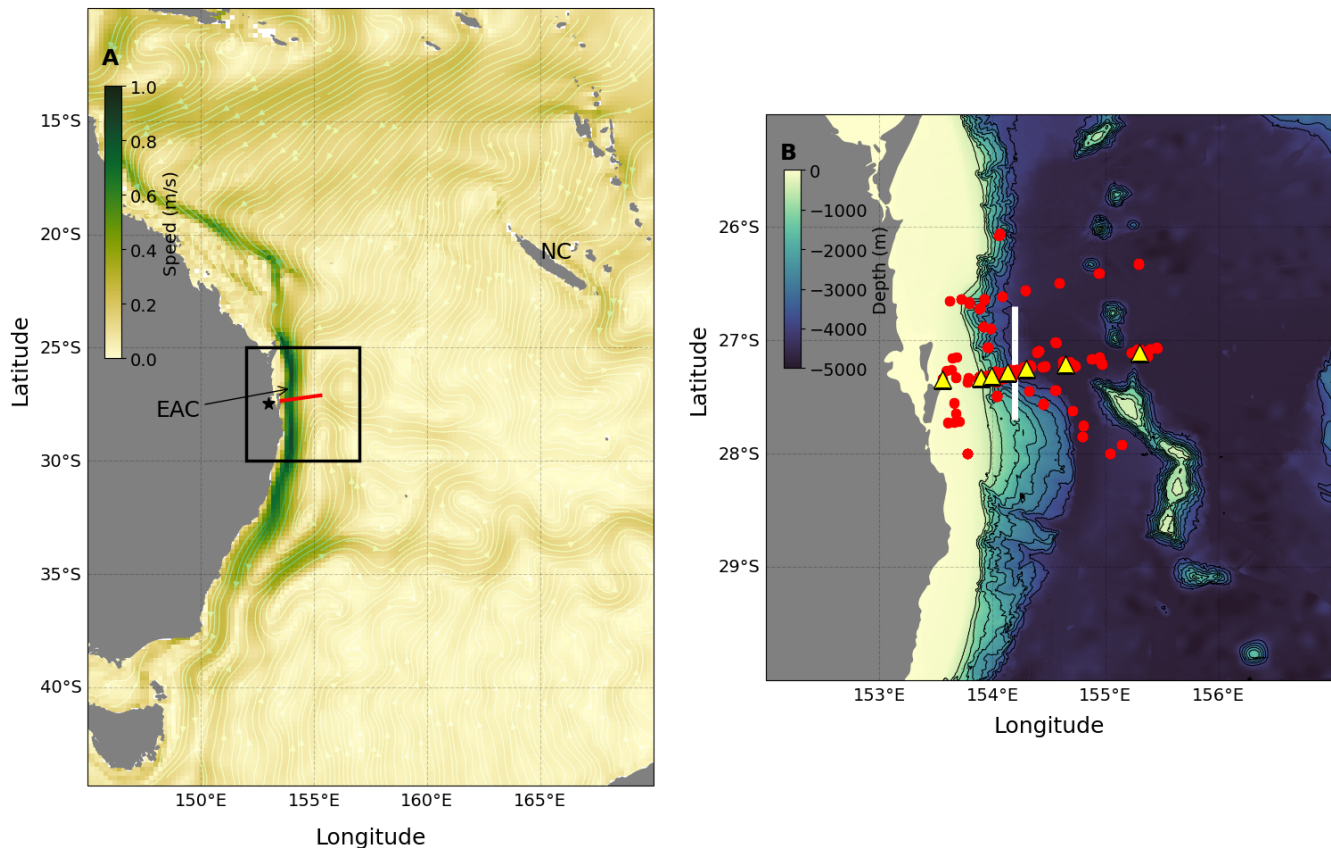 A
1.0
0.8
0.6
0.4
0.2
0.0
Speed (m/s)
15°S
20°S
25°S
30°S
35°S
40°S
Latitude
NC
EAC
150°E
155°E
160°E
165°E
Longitude
B
0
−1000
−2000
−3000
−4000
−5000
Depth (m)
26°S
27°S
28°S
29°S
Latitude
153°E
154°E
155°E
156°E
Longitude